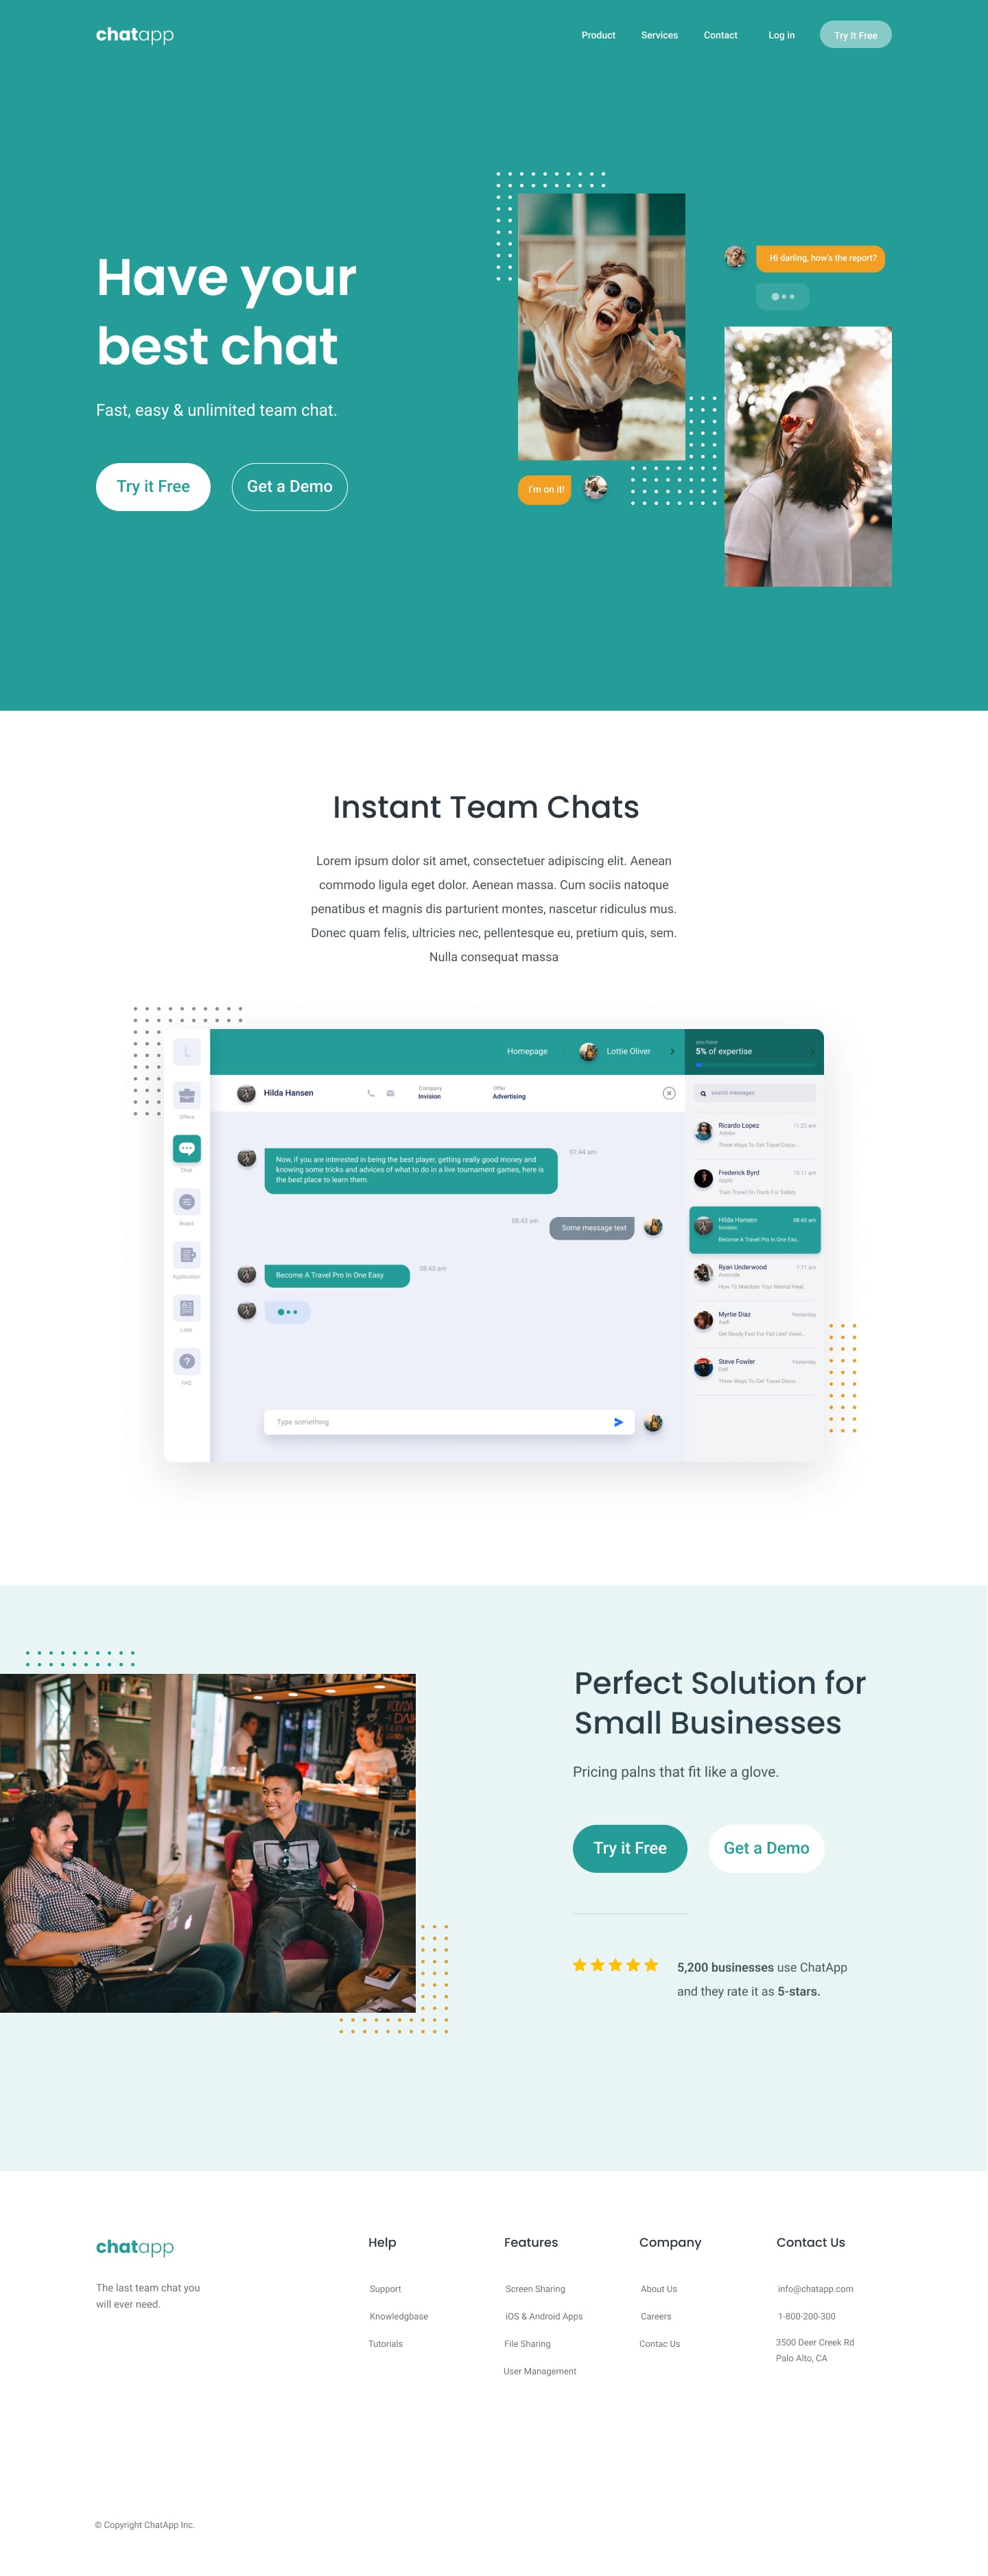 chatapp
Product
Services
Contact
Log in
Try It Free
Have your
best chat
Fast, easy & unlimited team chat.
Try it Free
Get a Demo
Hi darling, how's the report?
I'm on it!
Instant Team Chats
Lorem ipsum dolor sit amet, consectetuer adipiscing elit. Aenean
commodo ligula eget dolor. Aenean massa. Cum sociis natoque
penatibus et magnis dis parturient montes, nascetur ridiculus mus.
Donec quam felis, ultricies nec, pellentesque eu, pretium quis, sem.
Nulla consequat massa
L
Offers
Chat
Board
Application
Lists
FAQ
Homepage
Lottie Oliver
Hilda Hansen
Company
Invision
Offer
Advertising
Now, if you are interested in being the best player, getting really good money and
knowing some tricks and advices of what to do in a live tournament games, here is
the best place to learn them.
07:44 am
08:43 am
Some message text
Become A Travel Pro In One Easy
08:43 am
Type something
you have
5% of expertise
search messages
Ricardo Lopez
11:23 am
Adobe
Three Ways To Get Travel Disco...
Frederick Byrd
10:11 am
Apple
Train Travel On Track For Safety
Hilda Hansen
08:43 am
Invision
Become A Travel Pro In One Eas...
Ryan Underwood
7:11 am
Avocode
How To Maintain Your Mental Heal...
Myrtie Diaz
Yesterday
Audi
Get Ready Fast For Fall Leaf Viewi...
Steve Fowler
Yesterday
Dell
Three Ways To Get Travel Disco...
Perfect Solution for
Small Businesses
Pricing palns that fit like a glove.
Try it Free
Get a Demo
5,200 businesses use ChatApp
and they rate it as 5-stars.
chatapp
The last team chat you
will ever need.
Help
Support
Knowledgbase
Tutorials
Features
Screen Sharing
iOS & Android Apps
File Sharing
User Management
Company
About Us
Careers
Contac Us
Contact Us
info@chatapp.com
1-800-200-300
3500 Deer Creek Rd
Palo Alto, CA
© Copyright ChatApp Inc.